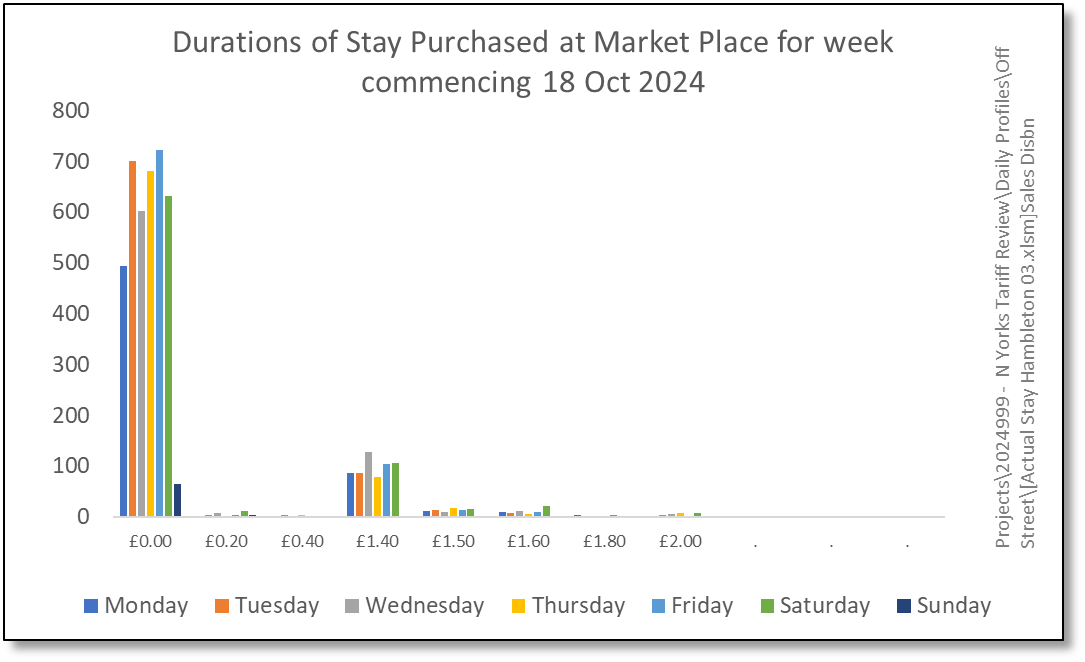 Durations of Stay Purchased at Market Place for week
commencing 18 Oct 2024
800
700
600
500
400
300
200
100
0
£0.00 £0.20 £0.40 £1.40 £1.50 £1.60 £1.80 £2.00 . . .
Monday Tuesday Wednesday Thursday Friday Saturday Sunday
Projects\2024999 - N Yorks Tariff Review\Daily Profiles\Off
Street\[Actual Stay Hambleton 03.xlsm]Sales Disbn